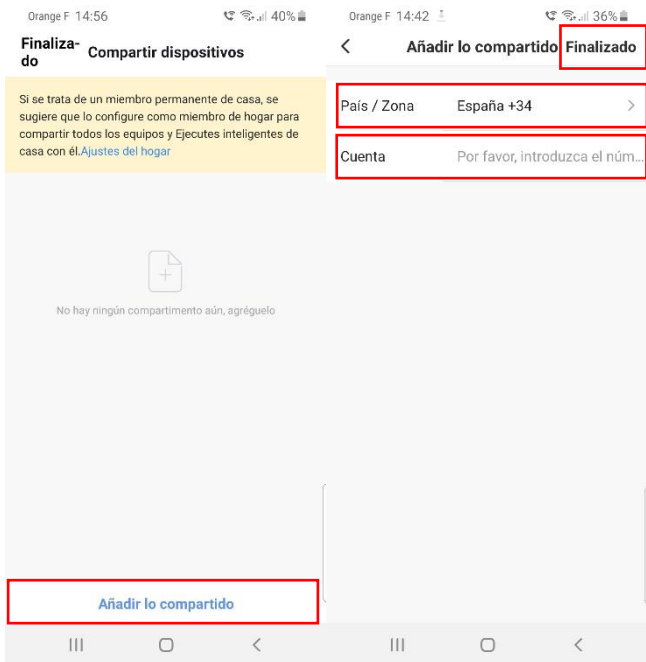 Orange F 14:56
40%
Finaliza-
do
Compartir dispositivos
Si se trata de un miembro permanente de casa, se
sugiere que lo configure como miembro de hogar para
compartir todos los equipos y Ejecutes inteligentes de
casa con él.Ajustes del hogar
No hay ningún compartimento aún, agréguelo
Añadir lo compartido
Orange F 14:42
36%
Añadir lo compartido Finalizado
País / Zona España +34
Cuenta Por favor, introduzca el núm...